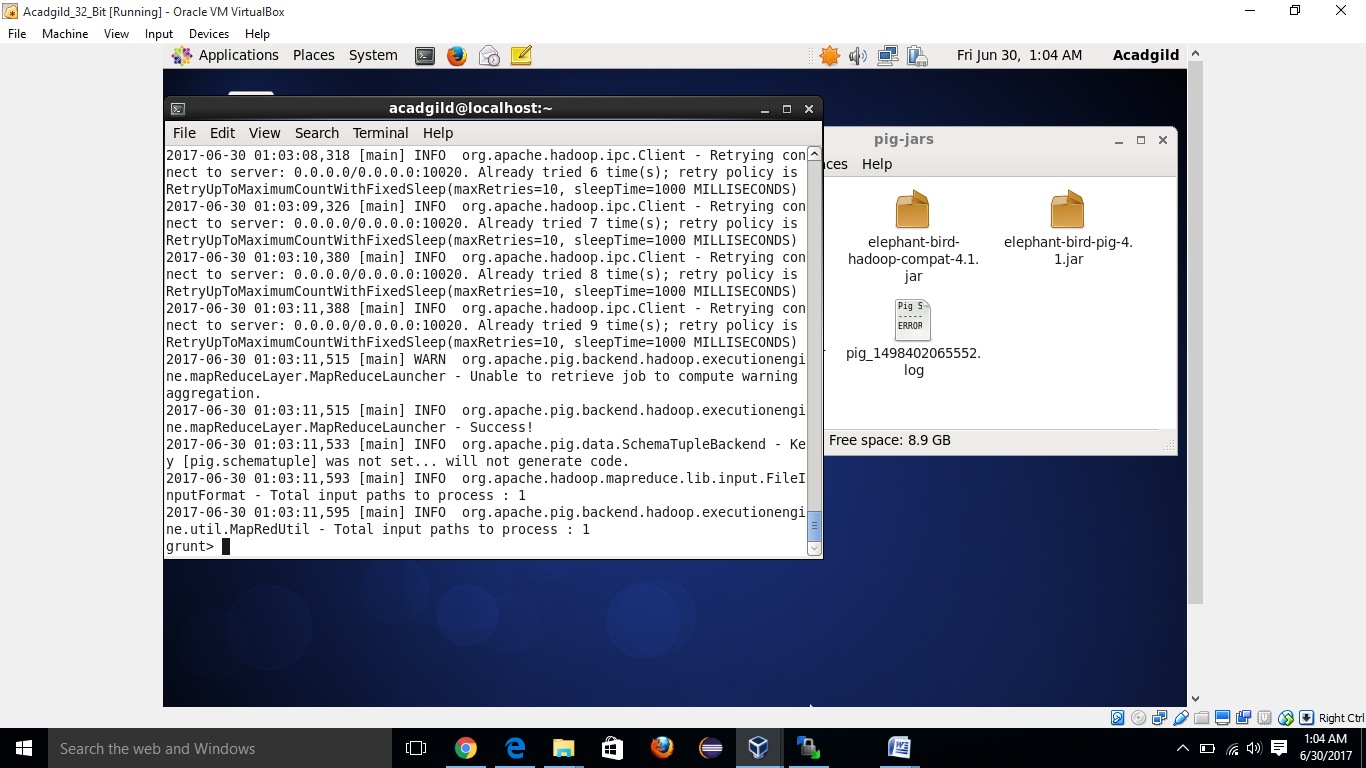 Acadgild_32_Bit [Running] - Oracle VM VirtualBox
File Machine View Input Devices Help
Applications Places System Fri Jun 30, 1:04 AM Acadgild
acadgild@localhost:~
File Edit View Search Terminal Help
2017-06-30 01:03:08,318 [main] INFO  org.apache.hadoop.ipc.Client - Retrying con
nect to server: 0.0.0.0/0.0.0.0:10020. Already tried 6 time(s); retry policy is
RetryUpToMaximumCountWithFixedSleep(maxRetries=10, sleepTime=1000 MILLISECONDS)
2017-06-30 01:03:09,326 [main] INFO  org.apache.hadoop.ipc.Client - Retrying con
nect to server: 0.0.0.0/0.0.0.0:10020. Already tried 7 time(s); retry policy is
RetryUpToMaximumCountWithFixedSleep(maxRetries=10, sleepTime=1000 MILLISECONDS)
2017-06-30 01:03:10,380 [main] INFO  org.apache.hadoop.ipc.Client - Retrying con
nect to server: 0.0.0.0/0.0.0.0:10020. Already tried 8 time(s); retry policy is
RetryUpToMaximumCountWithFixedSleep(maxRetries=10, sleepTime=1000 MILLISECONDS)
2017-06-30 01:03:11,388 [main] INFO  org.apache.hadoop.ipc.Client - Retrying con
nect to server: 0.0.0.0/0.0.0.0:10020. Already tried 9 time(s); retry policy is
RetryUpToMaximumCountWithFixedSleep(maxRetries=10, sleepTime=1000 MILLISECONDS)
2017-06-30 01:03:11,515 [main] WARN  org.apache.pig.backend.hadoop.executionengi
ne.mapReduceLayer.MapReduceLauncher - Unable to retrieve job to compute warning
aggregation.
2017-06-30 01:03:11,515 [main] INFO  org.apache.pig.backend.hadoop.executionengi
ne.mapReduceLayer.MapReduceLauncher - Success!
2017-06-30 01:03:11,533 [main] INFO  org.apache.pig.data.SchemaTupleBackend - Ke
y [pig.schematuple] was not set... will not generate code.
2017-06-30 01:03:11,593 [main] INFO  org.apache.hadoop.mapreduce.lib.input.FileI
nputFormat - Total input paths to process : 1
2017-06-30 01:03:11,595 [main] INFO  org.apache.pig.backend.hadoop.executionengi
ne.util.MapRedUtil - Total input paths to process : 1
grunt>
pig-jars
ces Help
elephant-bird-
hadoop-compat-4.1.
jar
elephant-bird-pig-4.
1.jar
Pig S
-----
ERROR
pig_1498402065552.
log
Free space: 8.9 GB
Right Ctrl
Search the web and Windows
1:04 AM
6/30/2017